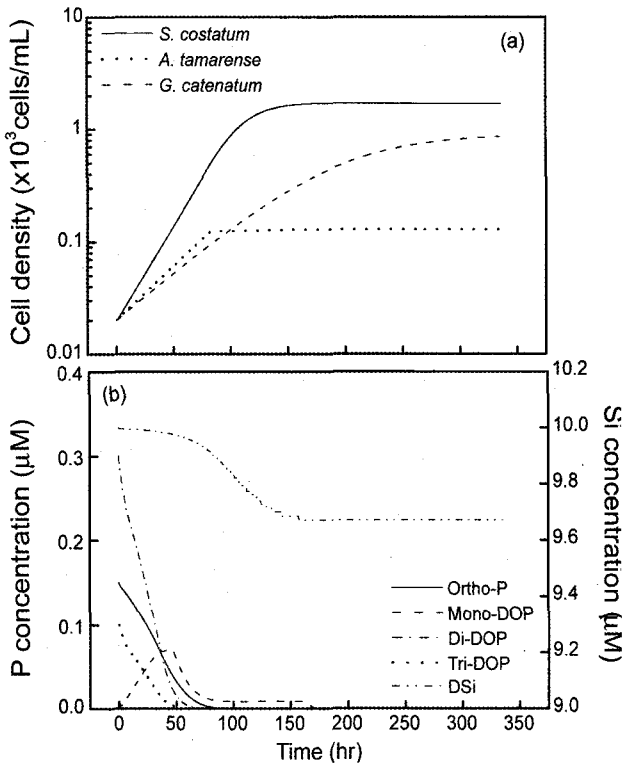 10
1
0.1
0.01
Cell density (x10³cells/mL)
S. costatum
A. tamarense
G. catenatum
(a)
0.4
0.3
0.2
0.1
0.0
P concentration (μM)
(b)
10.2
10.0
9.8
9.6
9.4
9.2
9.0
Si concentration (μM)
Ortho-P
Mono-DOP
Di-DOP
Tri-DOP
DSi
0 50 100 150 200 250 300 350
Time (hr)